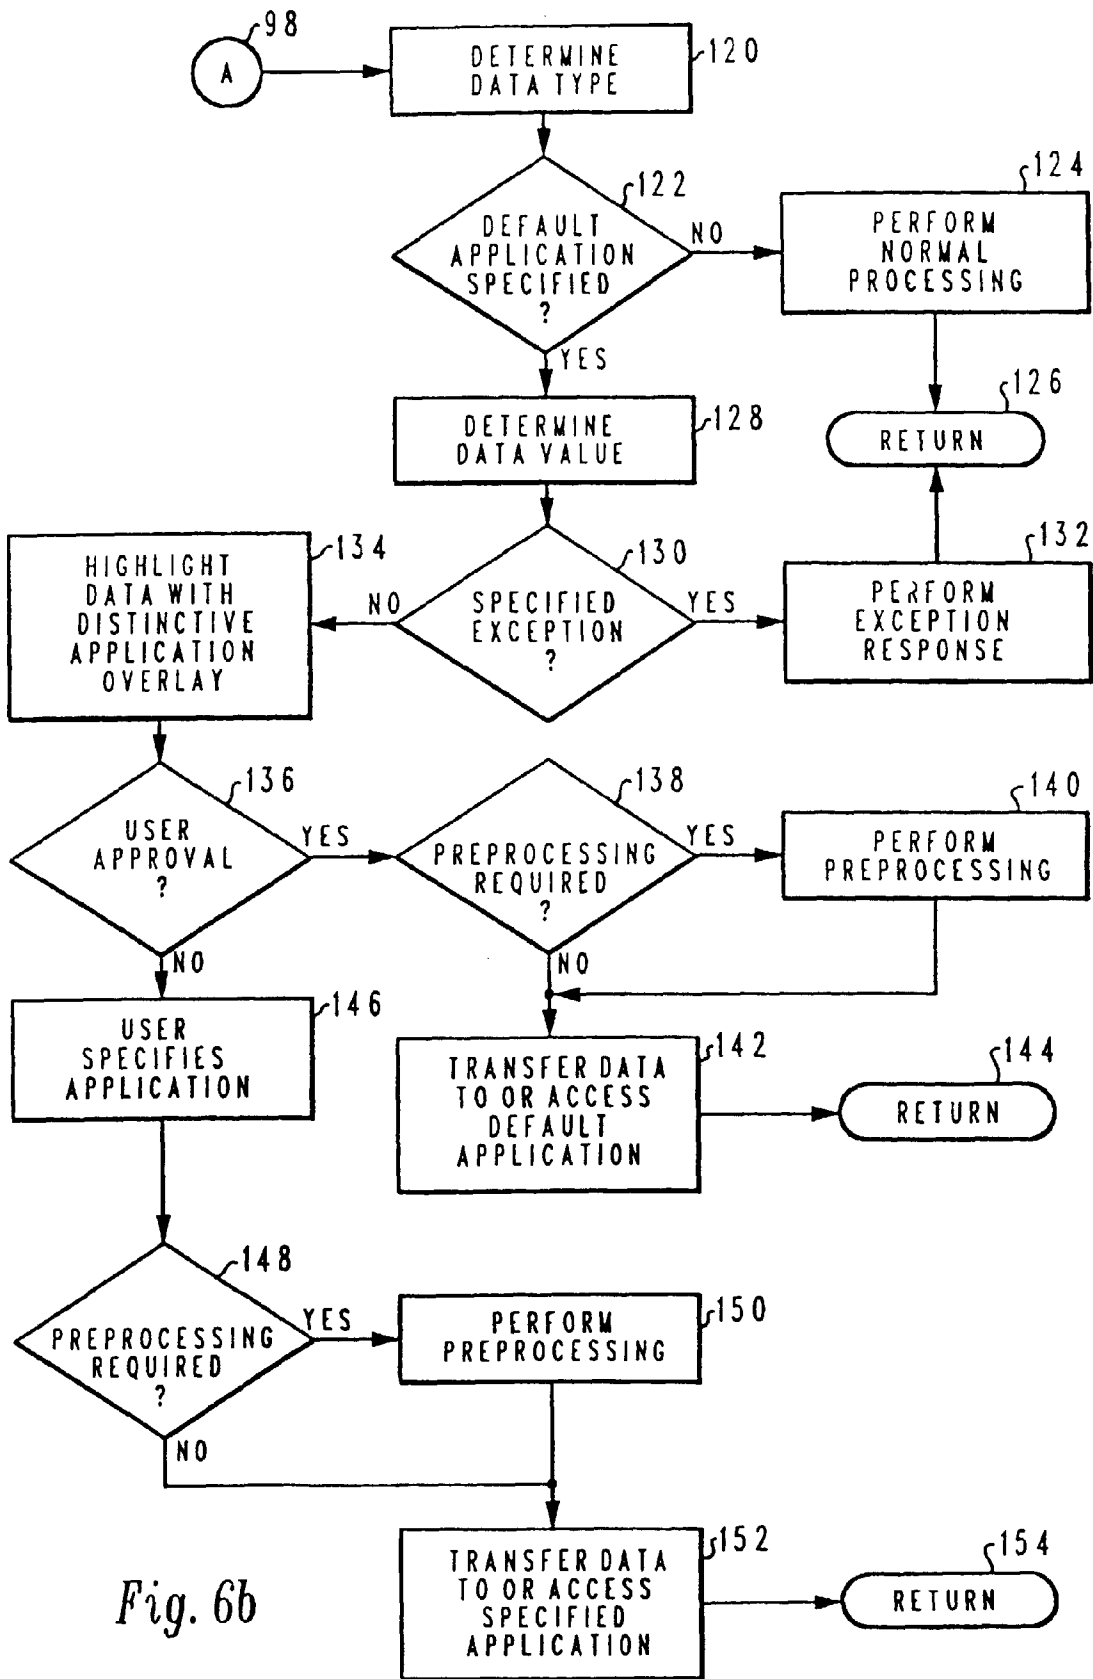 98
A
DETERMINE
DATA TYPE
120
DEFAULT
APPLICATION
SPECIFIED
?
122
NO
YES
PERFORM
NORMAL
PROCESSING
124
RETURN
126
DETERMINE
DATA VALUE
128
SPECIFIED
EXCEPTION
?
130
NO
YES
PERFORM
EXCEPTION
RESPONSE
132
HIGHLIGHT
DATA WITH
DISTINCTIVE
APPLICATION
OVERLAY
134
USER
APPROVAL
?
136
YES
NO
PREPROCESSING
REQUIRED
?
138
YES
NO
PERFORM
PREPROCESSING
140
USER
SPECIFIES
APPLICATION
146
TRANSFER DATA
TO OR ACCESS
DEFAULT
APPLICATION
142
RETURN
144
PREPROCESSING
REQUIRED
?
148
YES
NO
PERFORM
PREPROCESSING
150
TRANSFER DATA
TO OR ACCESS
SPECIFIED
APPLICATION
152
RETURN
154
Fig. 6b